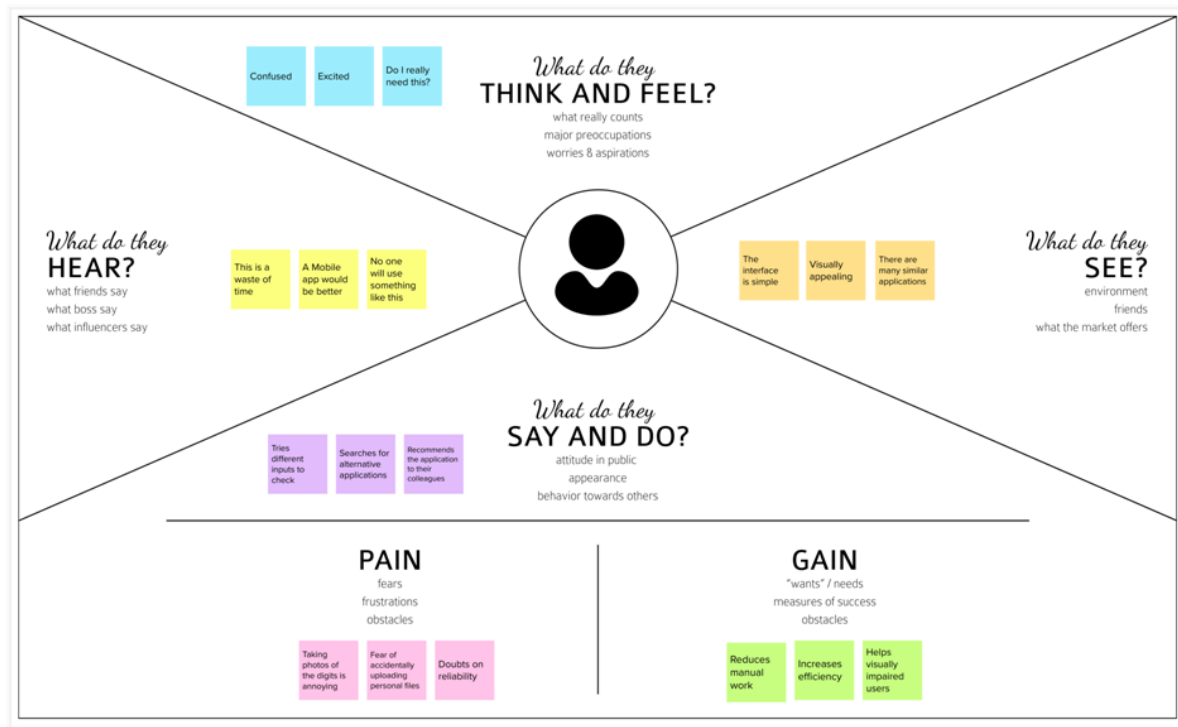 Confused
Excited
Do I really
need this?
What do they
THINK AND FEEL?
what really counts
major preoccupations
worries & aspirations
What do they
HEAR?
what friends say
what boss say
what influencers say
This is a
waste of
time
A Mobile
app would
be better
No one
will use
something
like this
The
interface
is simple
Visually
appealing
There are
many similar
applications
What do they
SEE?
environment
friends
what the market offers
What do they
SAY AND DO?
attitude in public
appearance
behavior towards others
Tries
different
inputs to
check
Searches for
alternative
applications
Recommends
the application
to their
colleagues
PAIN
fears
frustrations
obstacles
Taking
photos of
the digits is
annoying
Fear of
accidentally
uploading
personal files
Doubts on
reliability
GAIN
"wants" / needs
measures of success
obstacles
Reduces
manual
work
Increases
efficiency
Helps
visually
impaired
users